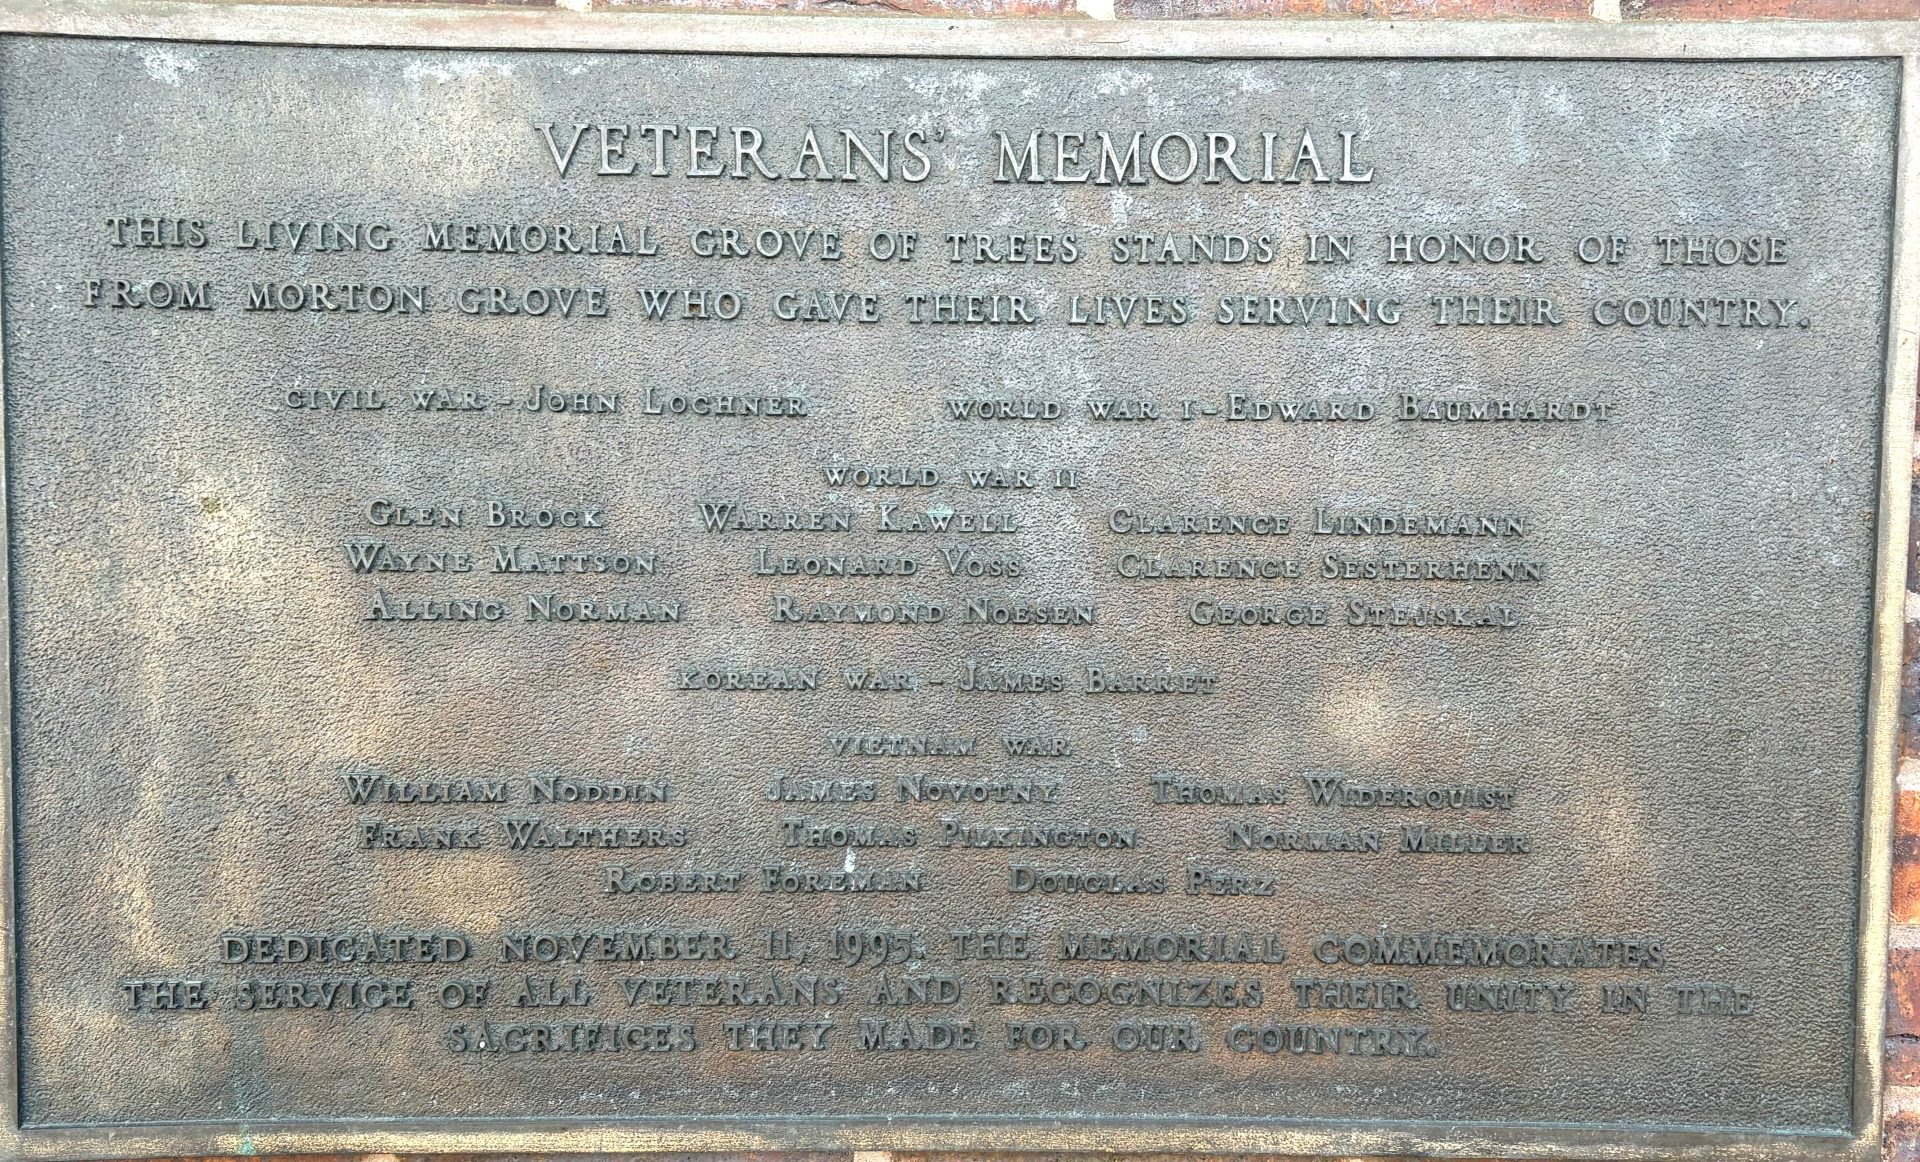 VETERANS' MEMORIAL
THIS LIVING MEMORIAL GROVE OF TREES STANDS IN HONOR OF THOSE
FROM MORTON GROVE WHO GAVE THEIR LIVES SERVING THEIR COUNTRY.
CIVIL WAR - JOHN LOCHNER WORLD WAR I - EDWARD BAUMHARDT
WORLD WAR II
GLEN BROCK WARREN KAWELL CLARENCE LINDEMANN
WAYNE MATTSON LEONARD VOSS CLARENCE SESTERHENN
ALLING NORMAN RAYMOND NOESEN GEORGE STEJSKAL
KOREAN WAR - JAMES BARRET
VIETNAM WAR
WILLIAM NODDIN JAMES NOVOTNY THOMAS WIDERQUIST
FRANK WALTHERS THOMAS PILKINGTON NORMAN MILLER
ROBERT FOREMAN DOUGLAS PERZ
DEDICATED NOVEMBER 11, 1995. THE MEMORIAL COMMEMORATES
THE SERVICE OF ALL VETERANS AND RECOGNIZES THEIR UNITY IN THE
SACRIFICES THEY MADE FOR OUR COUNTRY.